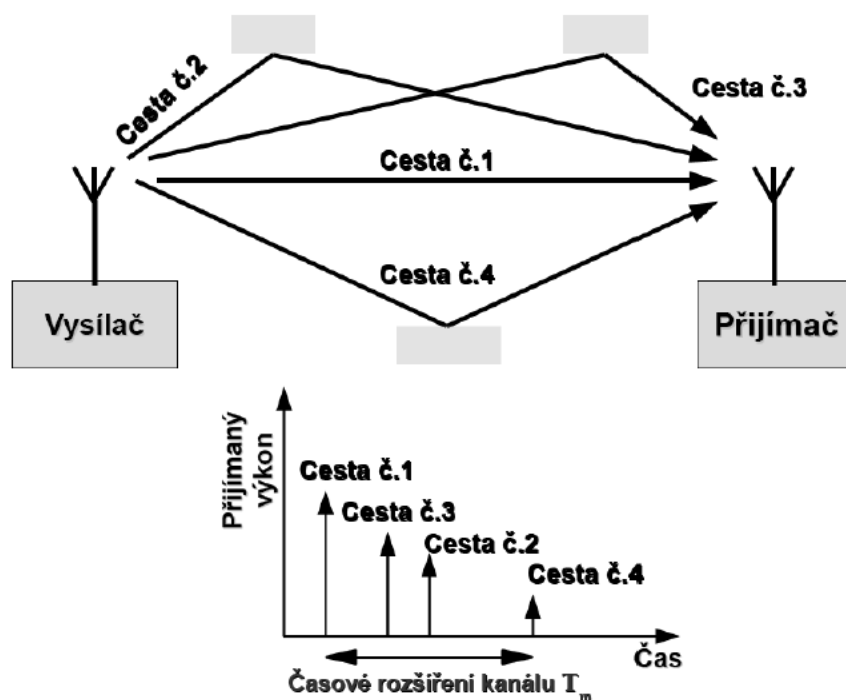 Cesta č.2
Cesta č.3
Cesta č.1
Cesta č.4
Vysílač
Přijímač
Přijímaný
výkon
Cesta č.1
Cesta č.3
Cesta č.2
Cesta č.4
Čas
Časové rozšíření kanálu Tm